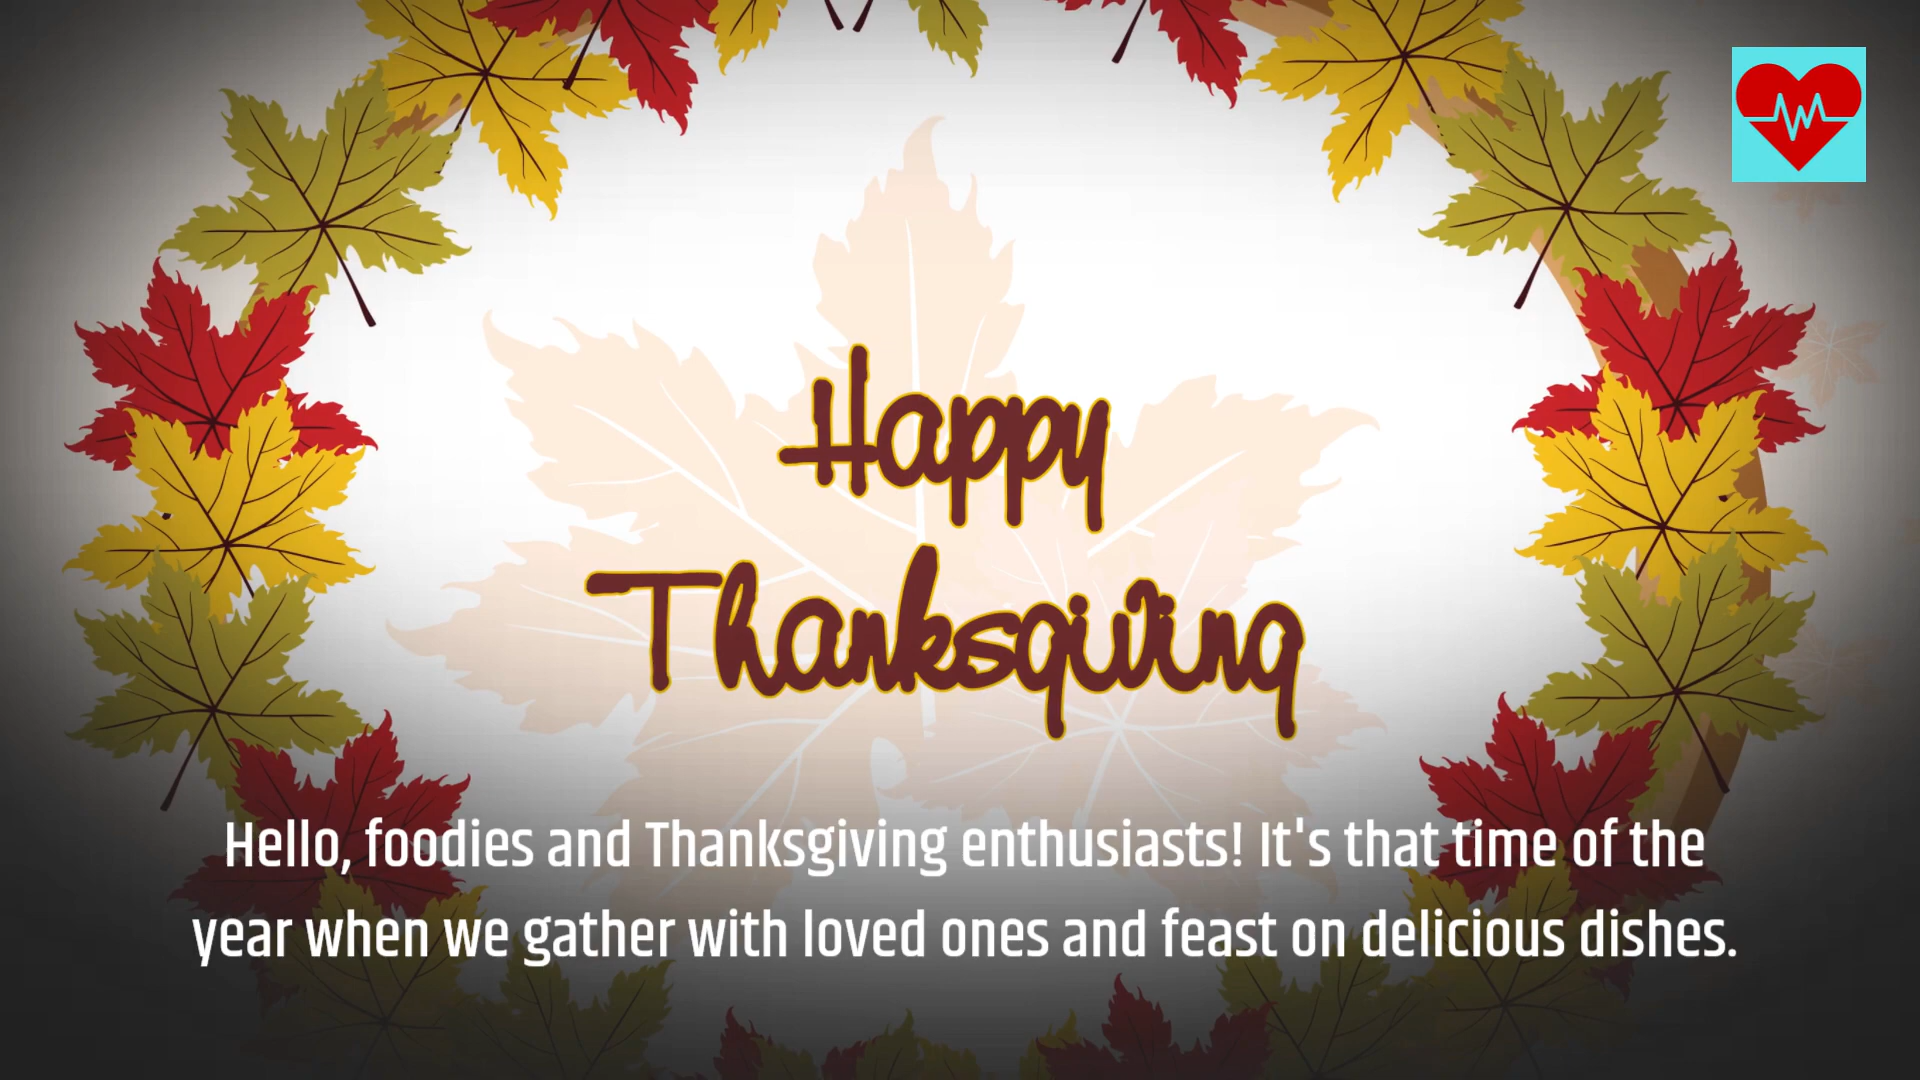 Happy
Thanksgiving
Hello, foodies and Thanksgiving enthusiasts! It's that time of the
year when we gather with loved ones and feast on delicious dishes.